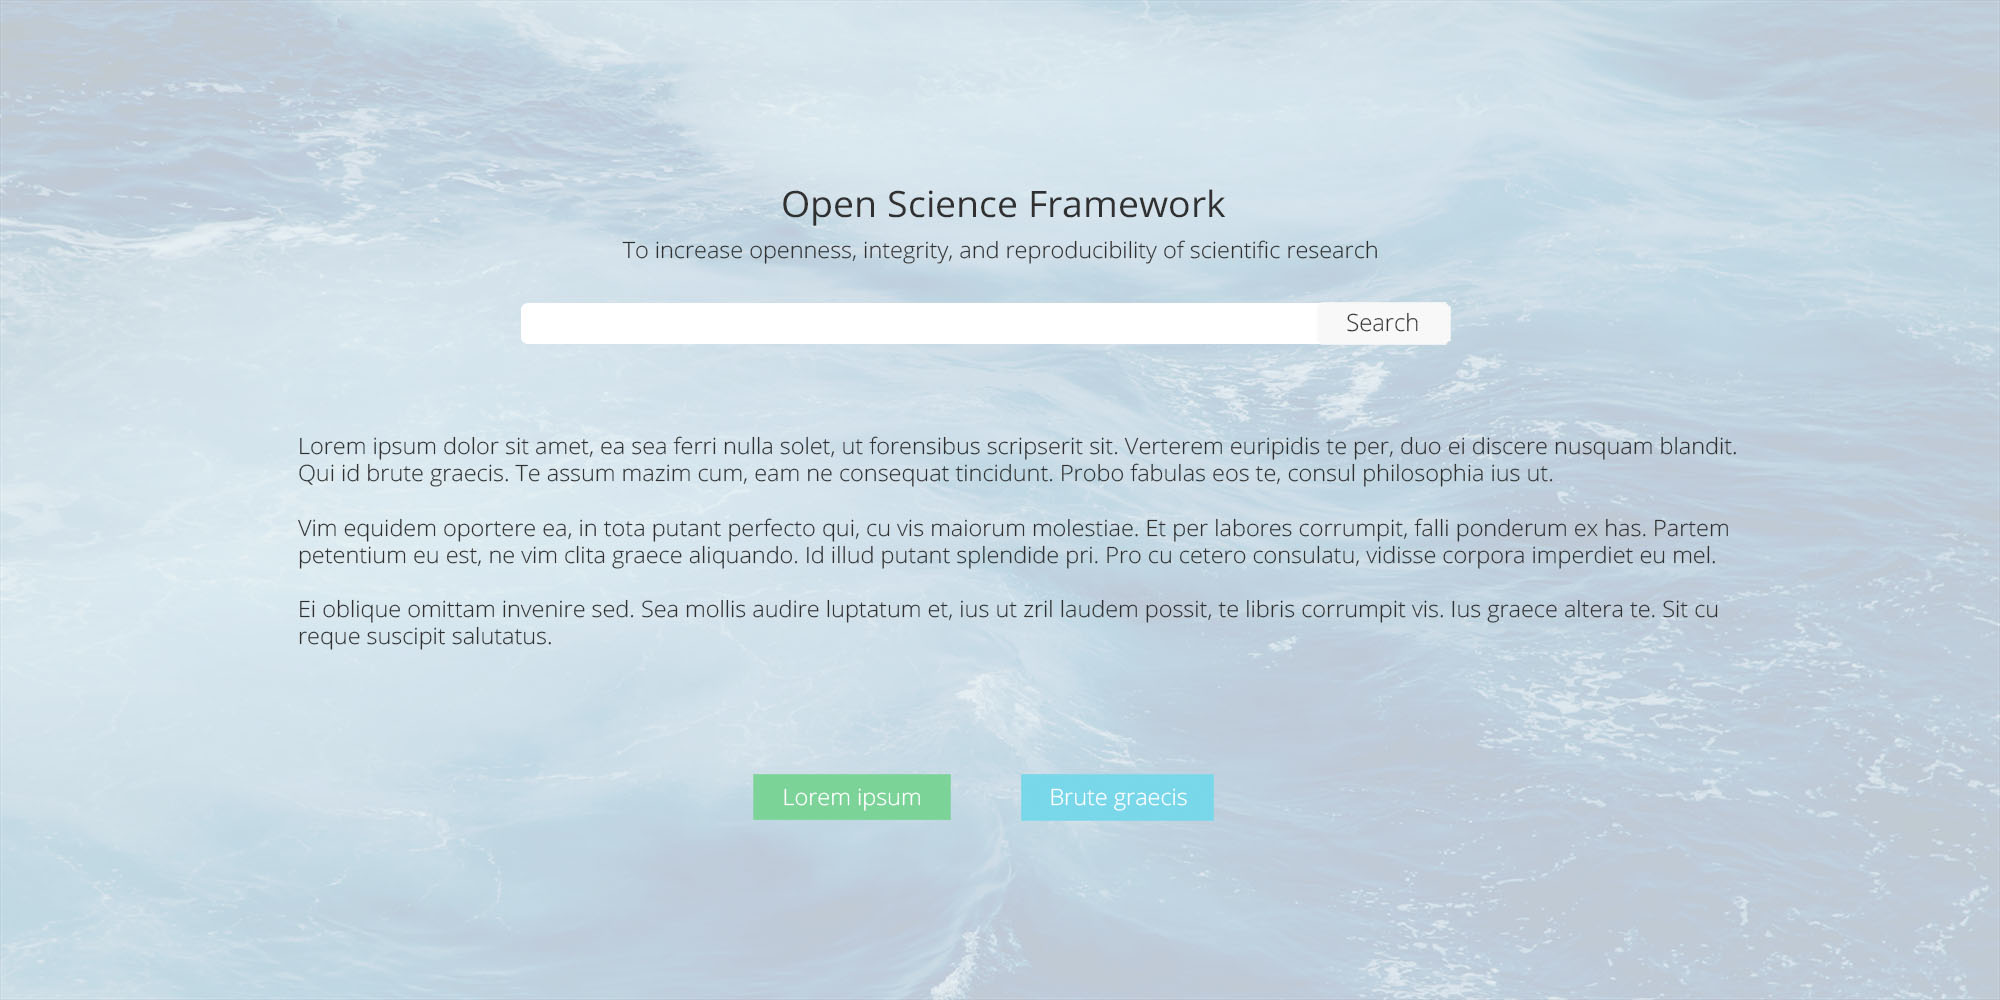 Open Science Framework
To increase openness, integrity, and reproducibility of scientific research
Search
Lorem ipsum dolor sit amet, ea sea ferri nulla solet, ut forensibus scripserit sit. Verterem euripidis te per, duo ei discere nusquam blandit.
Qui id brute graecis. Te assum mazim cum, eam ne consequat tincidunt. Probo fabulas eos te, consul philosophia ius ut.
Vim equidem oportere ea, in tota putant perfecto qui, cu vis maiorum molestiae. Et per labores corrumpit, falli ponderum ex has. Partem
petentium eu est, ne vim clita graece aliquando. Id illud putant splendide pri. Pro cu cetero consulatu, vidisse corpora imperdiet eu mel.
Ei oblique omittam invenire sed. Sea mollis audire luptatum et, ius ut zril laudem possit, te libris corrumpit vis. Ius graece altera te. Sit cu
reque suscipit salutatus.
Lorem ipsum
Brute graecis